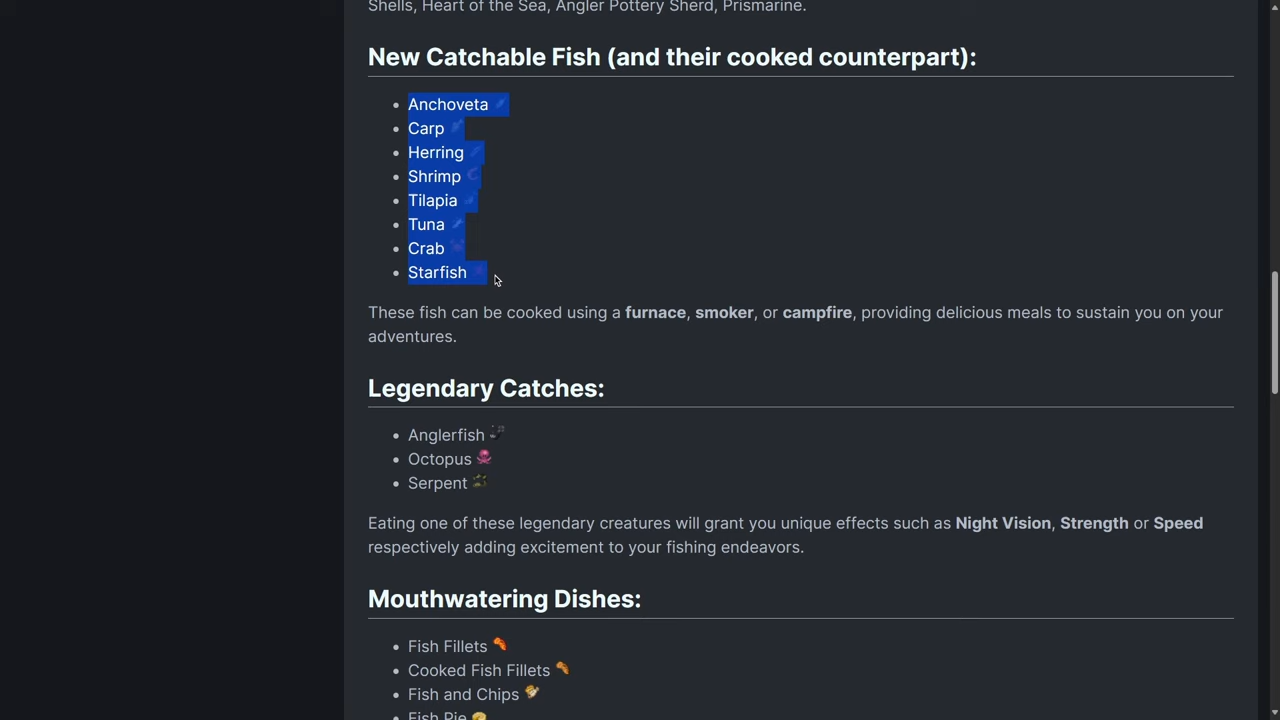 Shells, Heart of the Sea, Angler Pottery Sherd, Prismarine.
New Catchable Fish (and their cooked counterpart):
Anchoveta
Carp
Herring
Shrimp
Tilapia
Tuna
Crab
Starfish
These fish can be cooked using a furnace, smoker, or campfire, providing delicious meals to sustain you on your
adventures.
Legendary Catches:
Anglerfish
Octopus
Serpent
Eating one of these legendary creatures will grant you unique effects such as Night Vision, Strength or Speed
respectively adding excitement to your fishing endeavors.
Mouthwatering Dishes:
Fish Fillets
Cooked Fish Fillets
Fish and Chips
Fish Pie